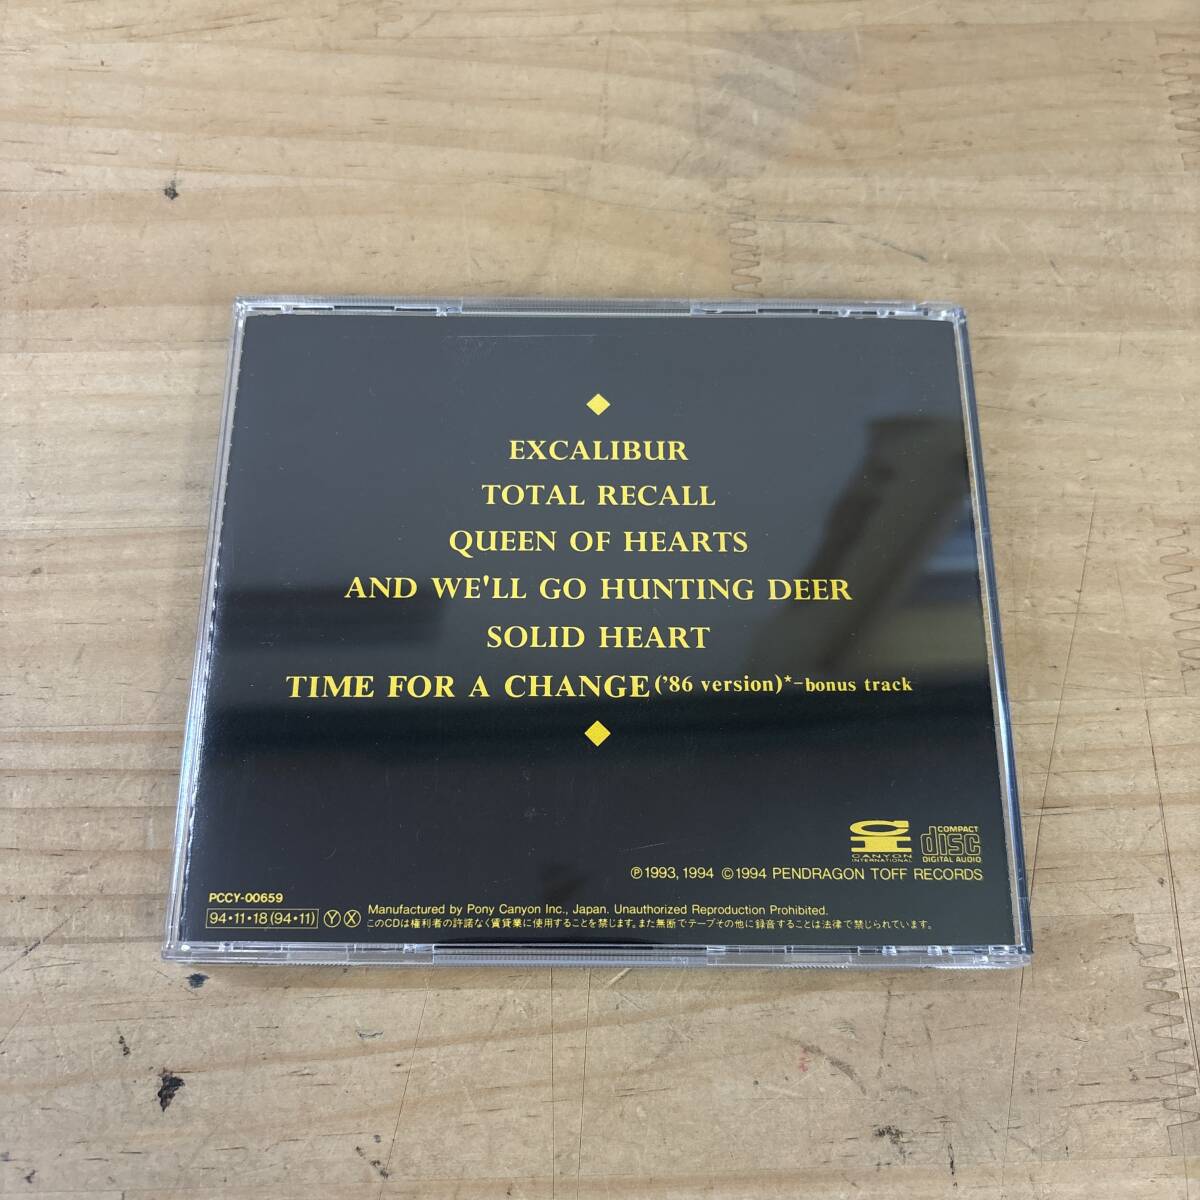 EXCALIBUR
TOTAL RECALL
QUEEN OF HEARTS
AND WE'LL GO HUNTING DEER
SOLID HEART
TIME FOR A CHANGE ('86 version)*-bonus track
CANYON
INTERNATIONAL
COMPACT
disc
DIGITAL AUDIO
Ⓟ1993, 1994 ©1994 PENDRAGON TOFF RECORDS
PCCY-00659
94・11・18 (94・11) Ⓨ Ⓧ
Manufactured by Pony Canyon Inc., Japan. Unauthorized Reproduction Prohibited.
このCDは権利者の許諾なく賃貸業に使用することを禁じます。また無断でテープその他に録音することは法律で禁じられています。